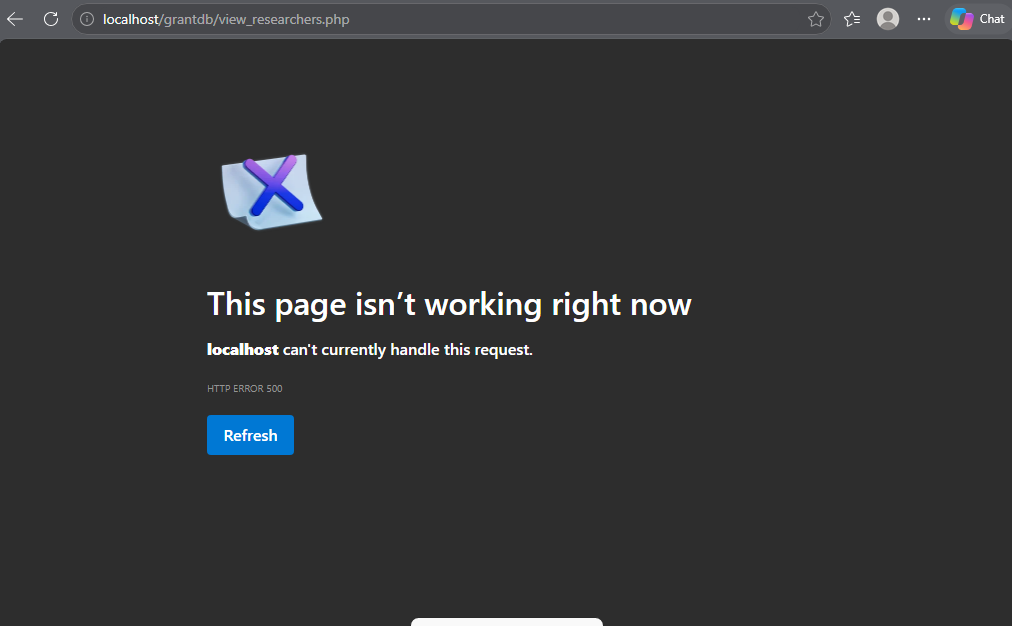 localhost/grantdb/view_researchers.php
Chat
This page isn’t working right now
localhost can't currently handle this request.
HTTP ERROR 500
Refresh